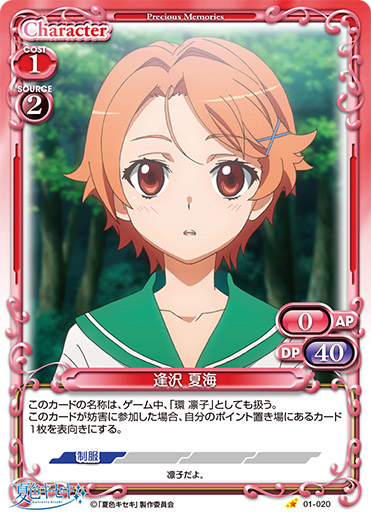 Precious Memories
Character
COST
1
SOURCE
2
0 AP
DP 40
逢沢 夏海
このカードの名称は、ゲーム中、「環 凛子」としても扱う。
このカードが妨害に参加した場合、自分のポイント置き場にあるカード
1枚を表向きにする。
制服
凛子だよ。
夏色キセキ
©「夏色キセキ」製作委員会
01-020